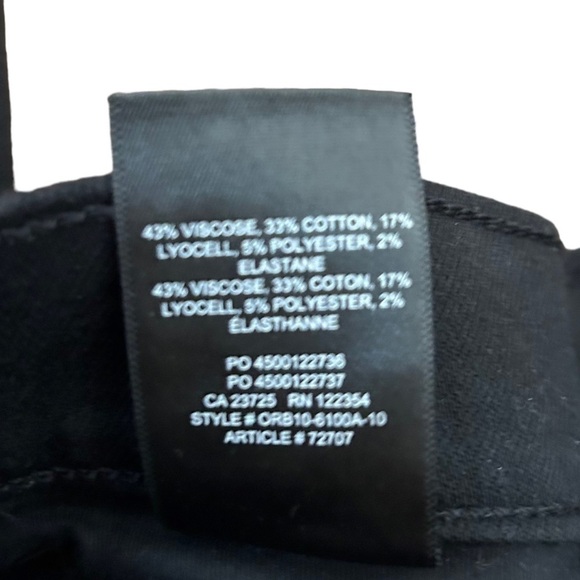 43% VISCOSE, 33% COTTON, 17%
LYOCELL, 5% POLYESTER, 2%
ELASTANE
43% VISCOSE, 33% COTON, 17%
LYOCELL, 5% POLYESTER, 2%
ÉLASTHANNE
PO 4500122736
PO 4500122737
CA 23725 RN 122354
STYLE # ORB10-6100A-10
ARTICLE # 72707